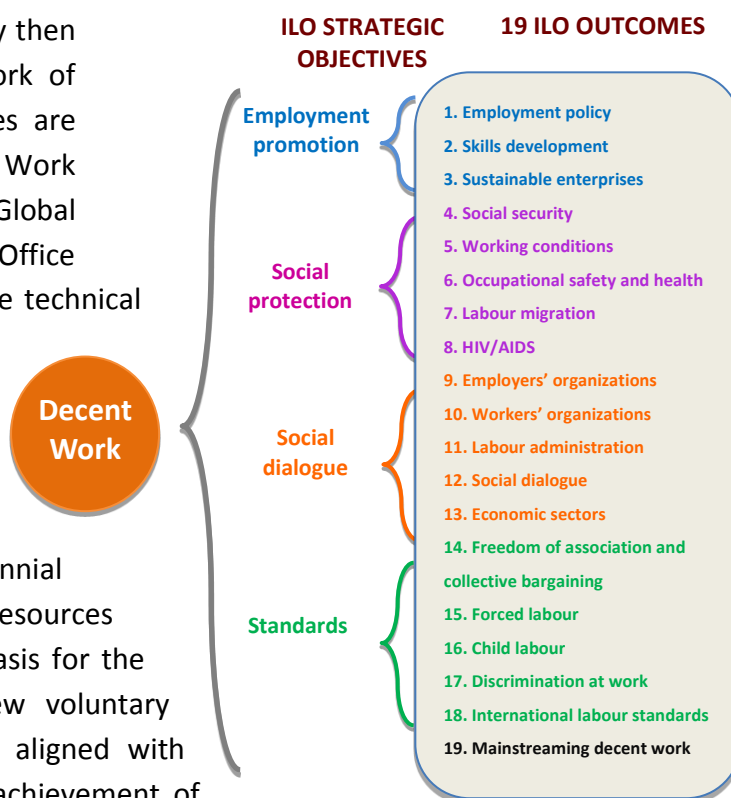 y then
ork of
es are
Work
Global
Office
e technical
ILO STRATEGIC
OBJECTIVES
19 ILO OUTCOMES
Decent
Work
Employment
promotion
Social
protection
Social
dialogue
Standards
1. Employment policy
2. Skills development
3. Sustainable enterprises
4. Social security
5. Working conditions
6. Occupational safety and health
7. Labour migration
8. HIV/AIDS
9. Employers’ organizations
10. Workers’ organizations
11. Labour administration
12. Social dialogue
13. Economic sectors
14. Freedom of association and
collective bargaining
15. Forced labour
16. Child labour
17. Discrimination at work
18. International labour standards
19. Mainstreaming decent work
nnial
resources
asis for the
ew voluntary
aligned with
achievement of